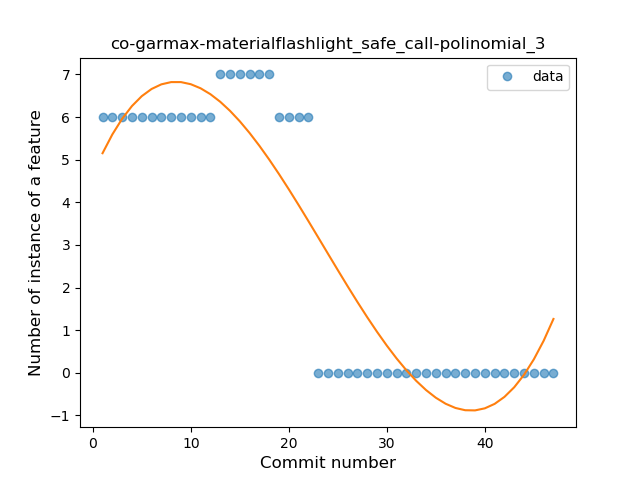 co-garmax-materialflashlight_safe_call-polinomial_3
data
Number of instance of a feature
7
6
5
4
3
2
1
0
−1
0 10 20 30 40
Commit number